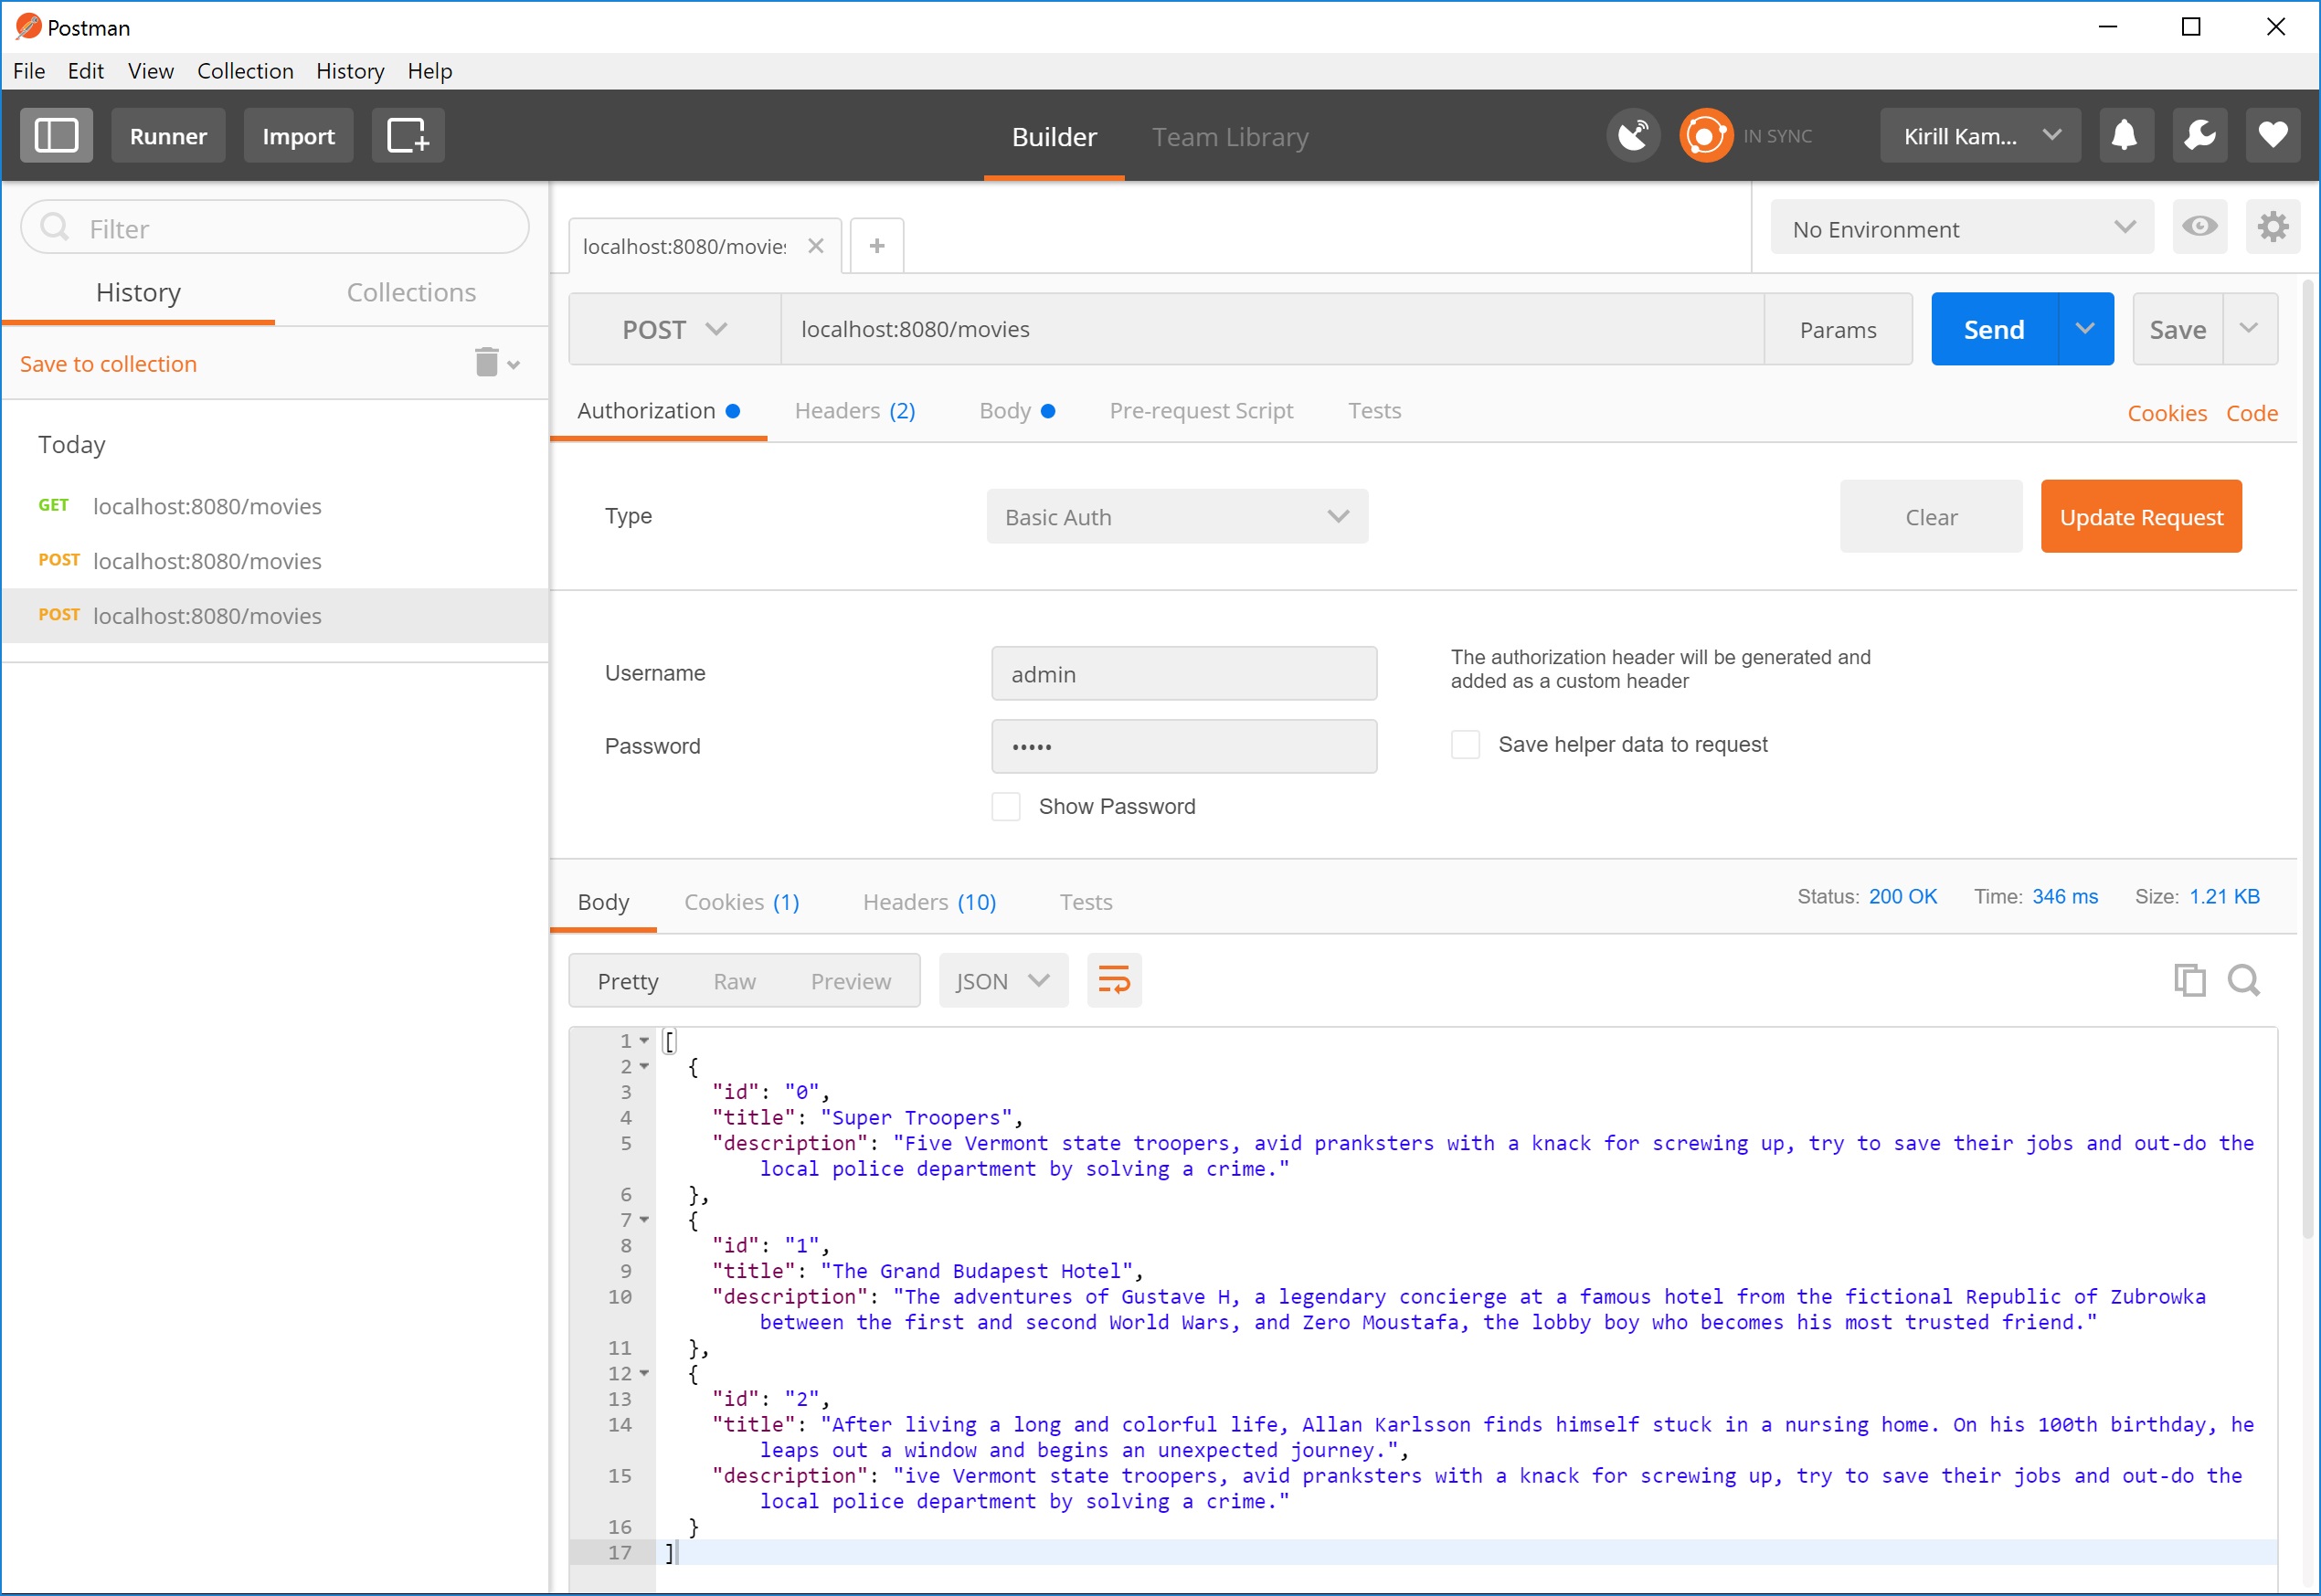 Postman
File Edit View Collection History Help
Runner Import Builder Team Library IN SYNC Kirill Kam...
Filter
History Collections
Save to collection
Today
GET localhost:8080/movies
POST localhost:8080/movies
POST localhost:8080/movies
localhost:8080/movies
No Environment
POST localhost:8080/movies Params Send Save
Authorization Headers (2) Body Pre-request Script Tests Cookies Code
Type Basic Auth Clear Update Request
Username admin
The authorization header will be generated and
added as a custom header
Password •••••
Save helper data to request
Show Password
Body Cookies (1) Headers (10) Tests Status: 200 OK Time: 346 ms Size: 1.21 KB
Pretty Raw Preview JSON
1 [
2 {
3 "id": "0",
4 "title": "Super Troopers",
5 "description": "Five Vermont state troopers, avid pranksters with a knack for screwing up, try to save their jobs and out-do the
local police department by solving a crime."
6 },
7 {
8 "id": "1",
9 "title": "The Grand Budapest Hotel",
10 "description": "The adventures of Gustave H, a legendary concierge at a famous hotel from the fictional Republic of Zubrowka
between the first and second World Wars, and Zero Moustafa, the lobby boy who becomes his most trusted friend."
11 },
12 {
13 "id": "2",
14 "title": "After living a long and colorful life, Allan Karlsson finds himself stuck in a nursing home. On his 100th birthday, he
leaps out a window and begins an unexpected journey.",
15 "description": "ive Vermont state troopers, avid pranksters with a knack for screwing up, try to save their jobs and out-do the
local police department by solving a crime."
16 }
17 ]